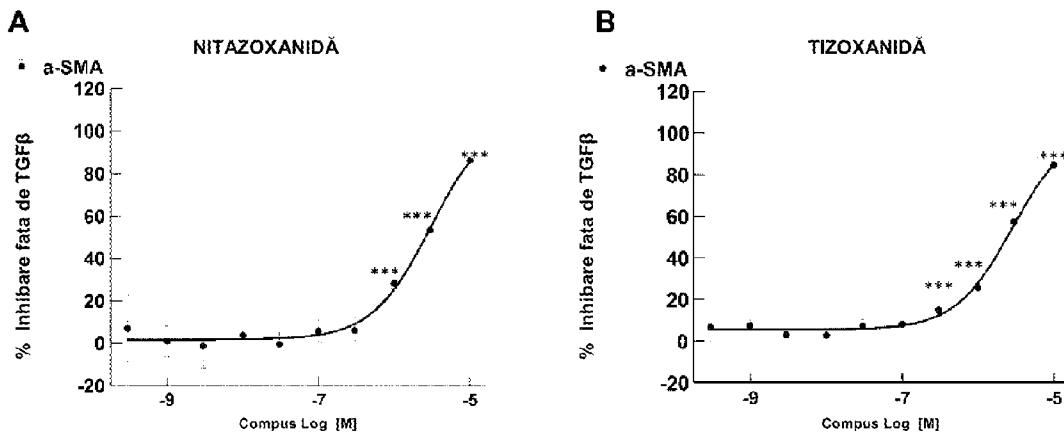 A
NITAZOXANIDĂ
a-SMA
120
100
80
60
40
20
0
-20
% Inhibare fata de TGFβ
***
***
***
-9
-7
-5
Compus Log [M]
B
TIZOXANIDĂ
a-SMA
120
100
80
60
40
20
0
-20
% Inhibare fata de TGFβ
***
***
***
***
-9
-7
-5
Compus Log [M]